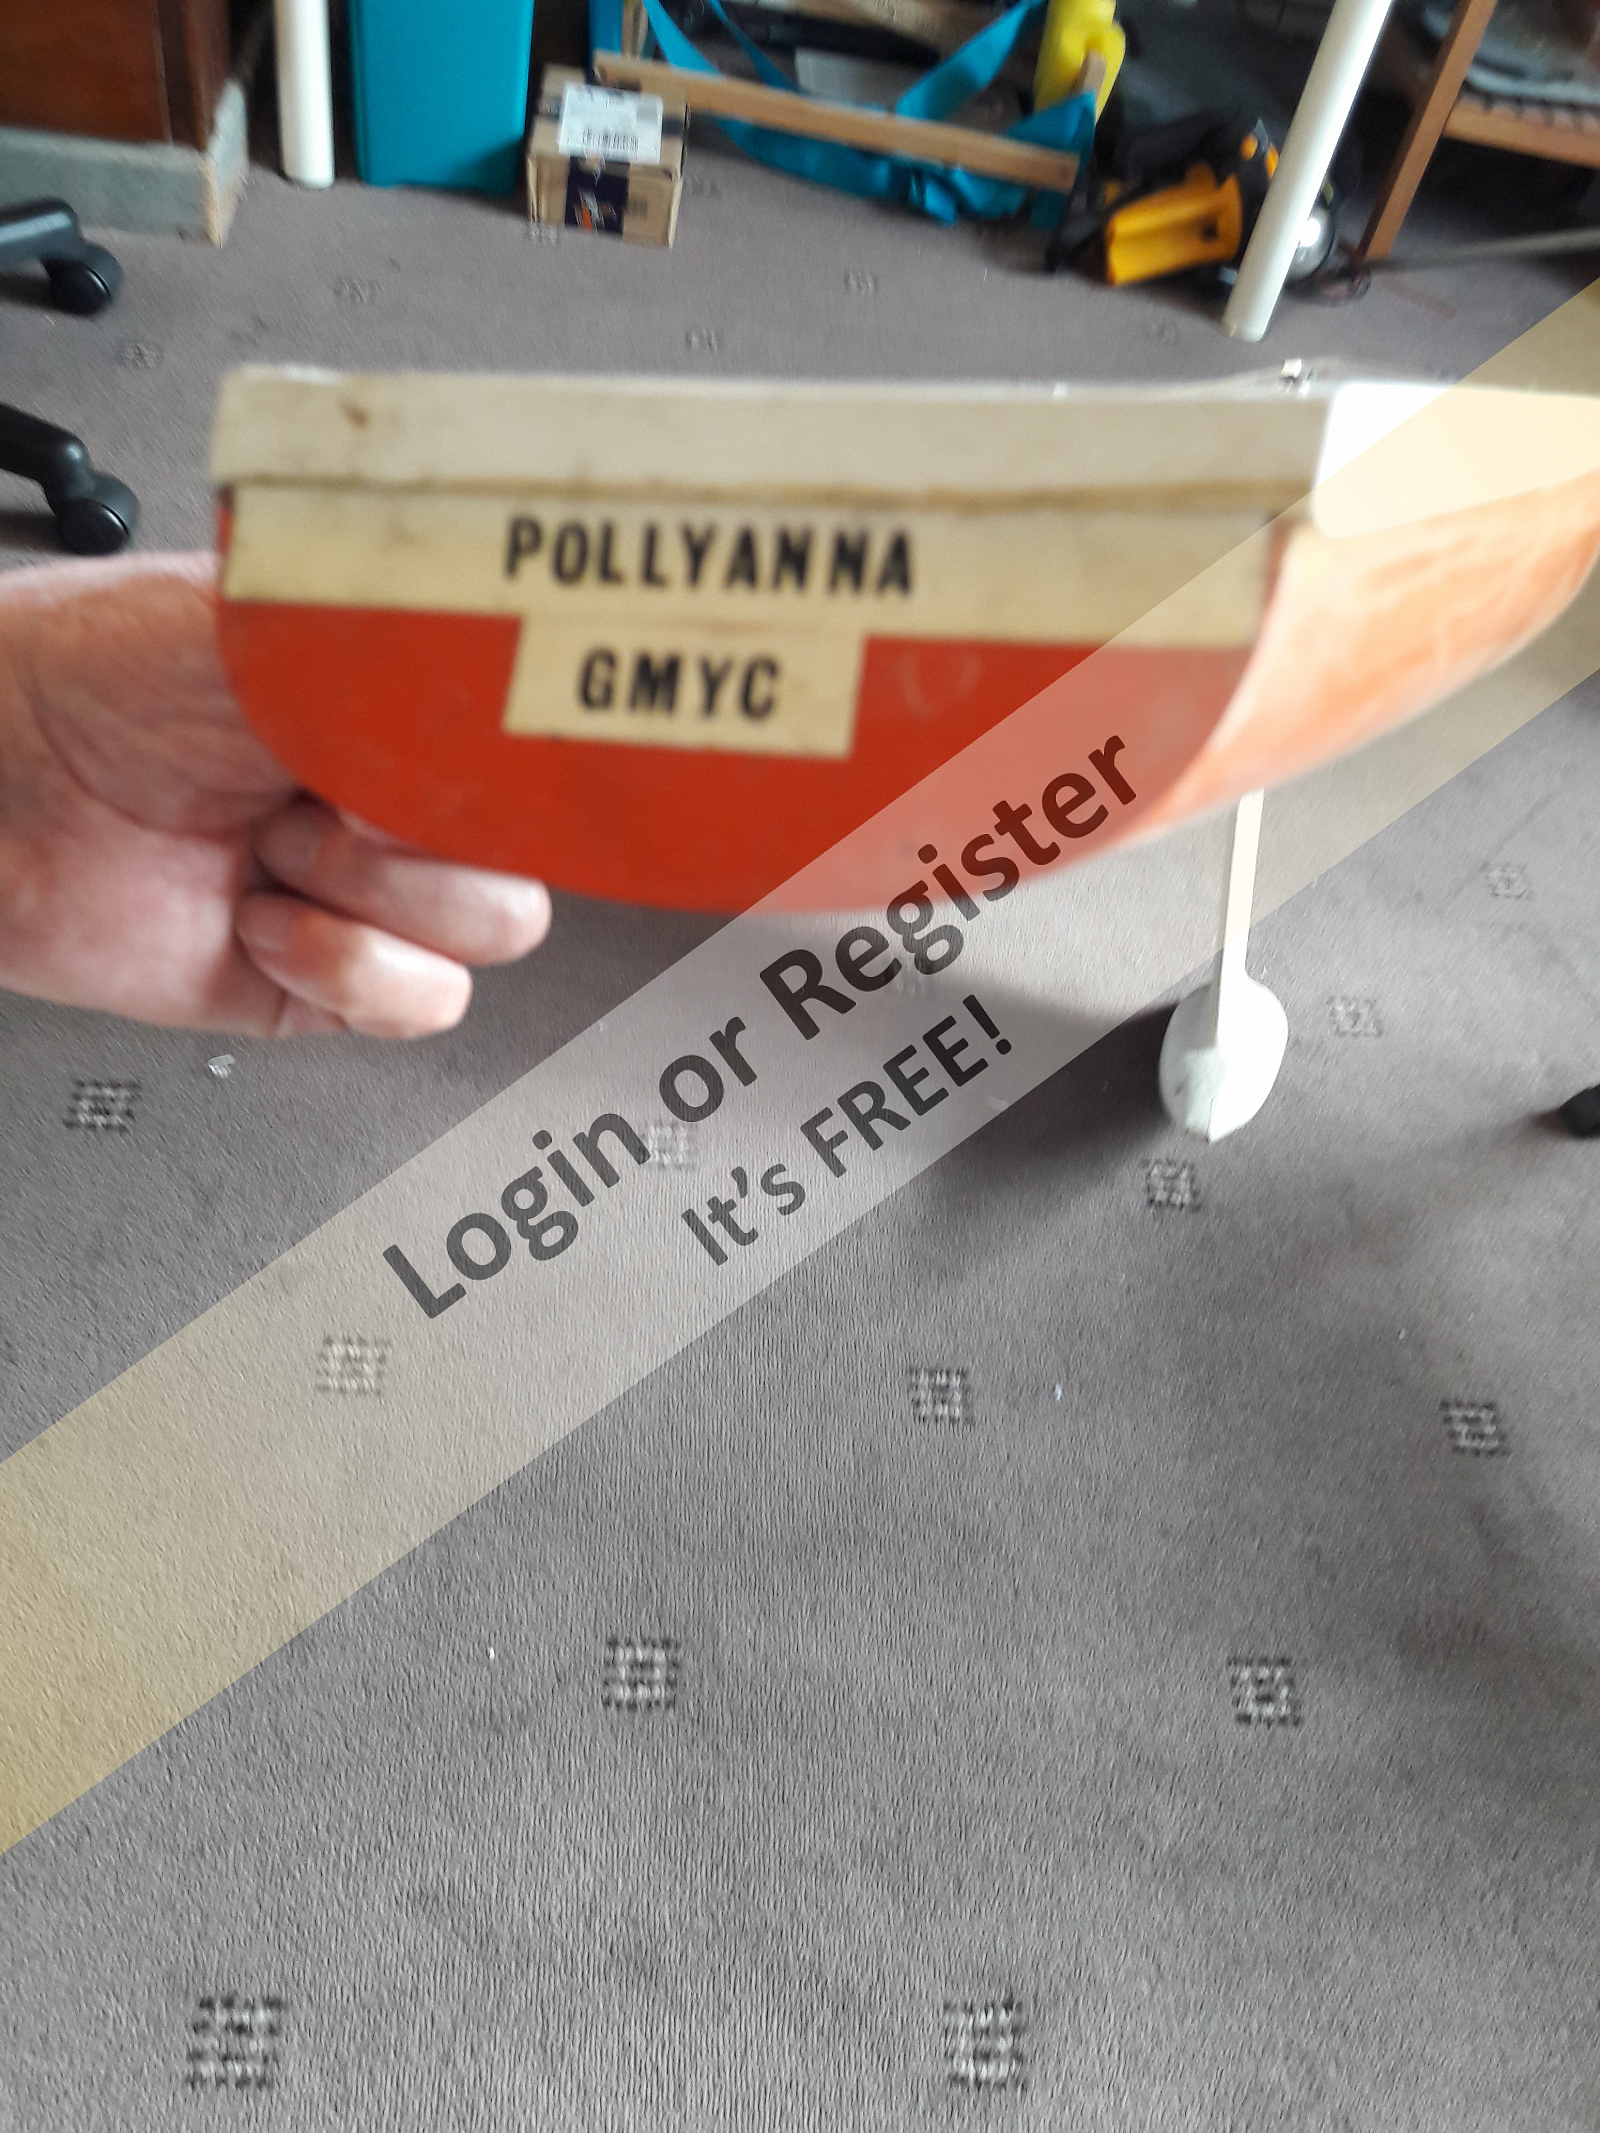 POLLYANNA
GMYC
Login or Register
It's FREE!